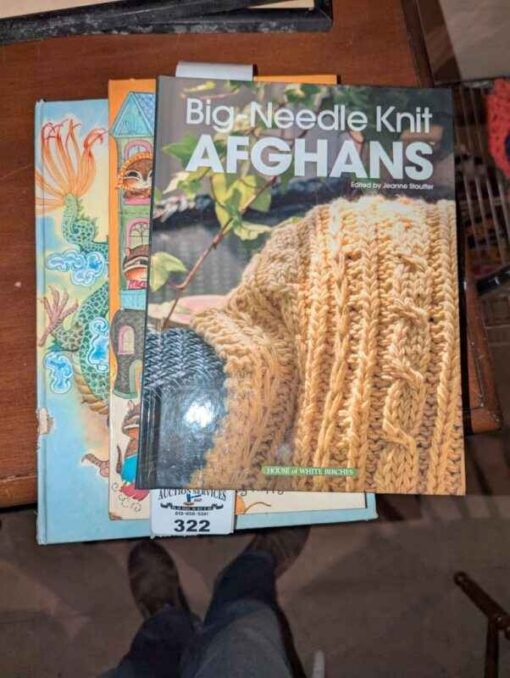 Big-Needle Knit
AFGHANS
Edited by Jeanne Stauffer
HOUSE of WHITE BIRCHES
AUCTION SERVICES
322